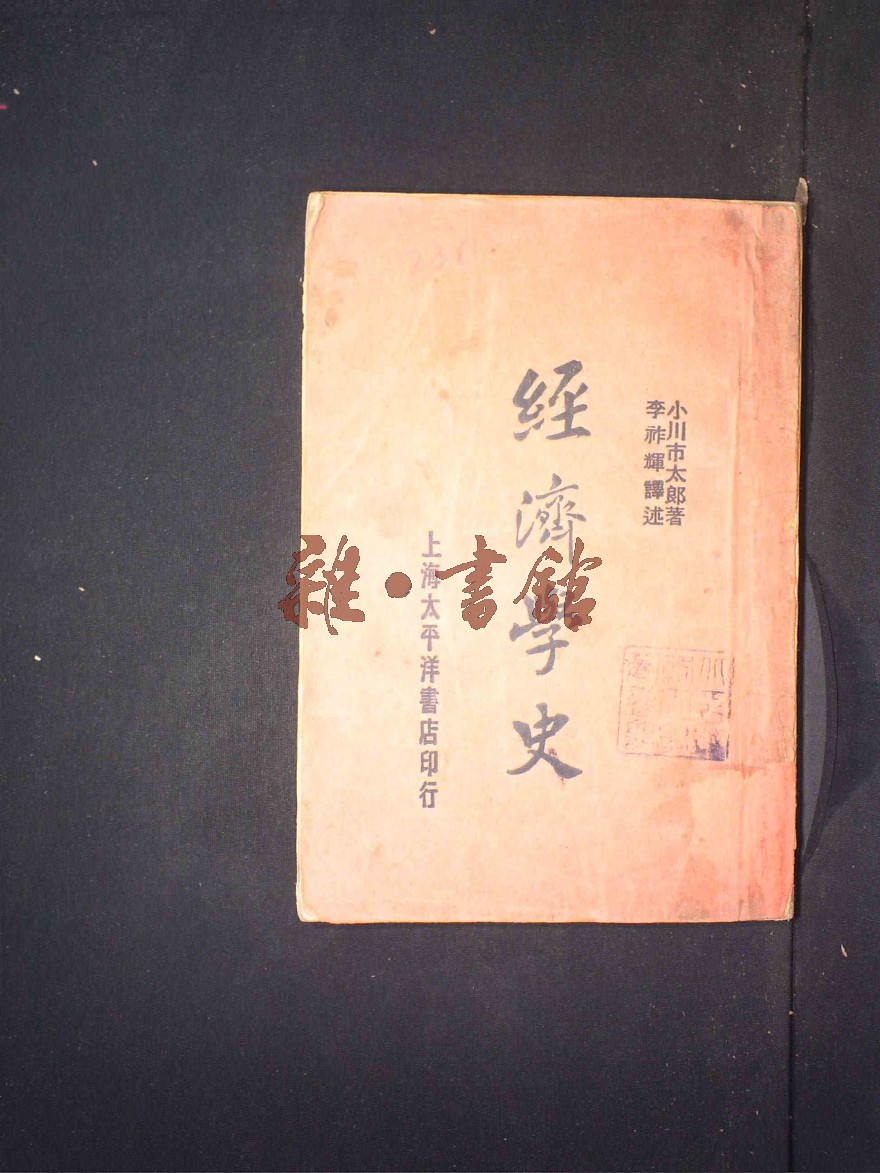 小川市太郎著
李祚輝譯述
經濟學史
上海太平洋書店印行
雜·書館